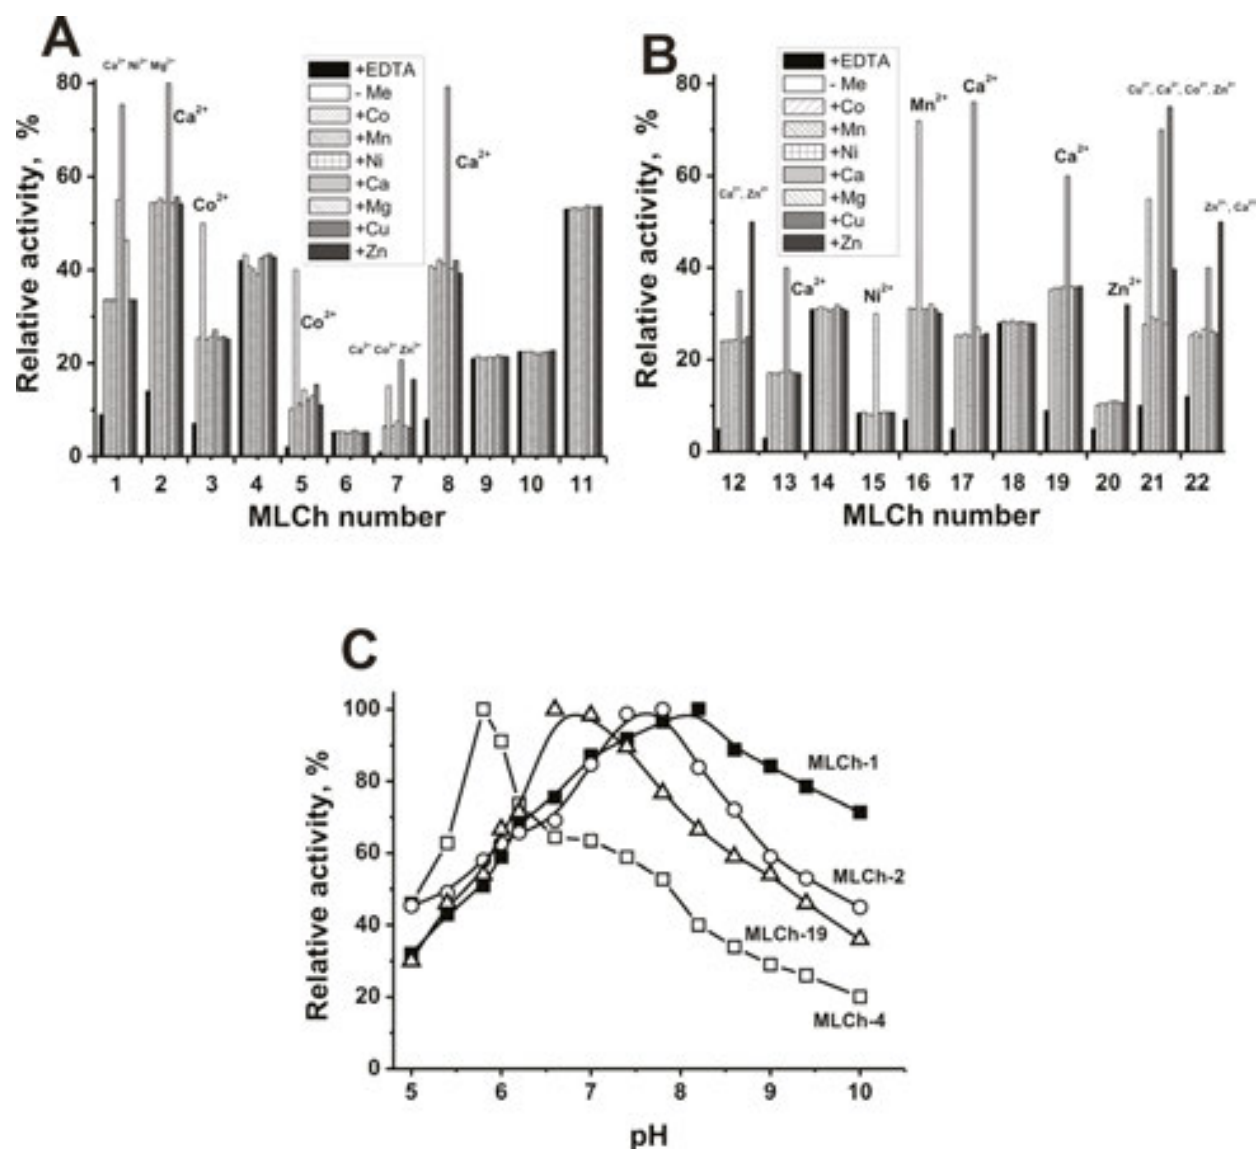 A
Ca²⁺ Ni²⁺ Mg²⁺
Ca²⁺
Co²⁺
Co²⁺
Ca²⁺ Co²⁺ Zn²⁺
Ca²⁺
+EDTA
- Me
+Co
+Mn
+Ni
+Ca
+Mg
+Cu
+Zn
Relative activity, %
80
60
40
20
0
1 2 3 4 5 6 7 8 9 10 11
MLCh number
B
Ca²⁺, Zn²⁺
Ca²⁺
Ni²⁺
Mn²⁺
Ca²⁺
Ca²⁺
Zn²⁺
Cu²⁺, Ca²⁺, Co²⁺, Zn²⁺
Zn²⁺, Ca²⁺
+EDTA
- Me
+Co
+Mn
+Ni
+Ca
+Mg
+Cu
+Zn
Relative activity, %
80
60
40
20
0
12 13 14 15 16 17 18 19 20 21 22
MLCh number
C
Relative activity, %
100
80
60
40
20
0
MLCh-1
MLCh-2
MLCh-19
MLCh-4
5 6 7 8 9 10
pH